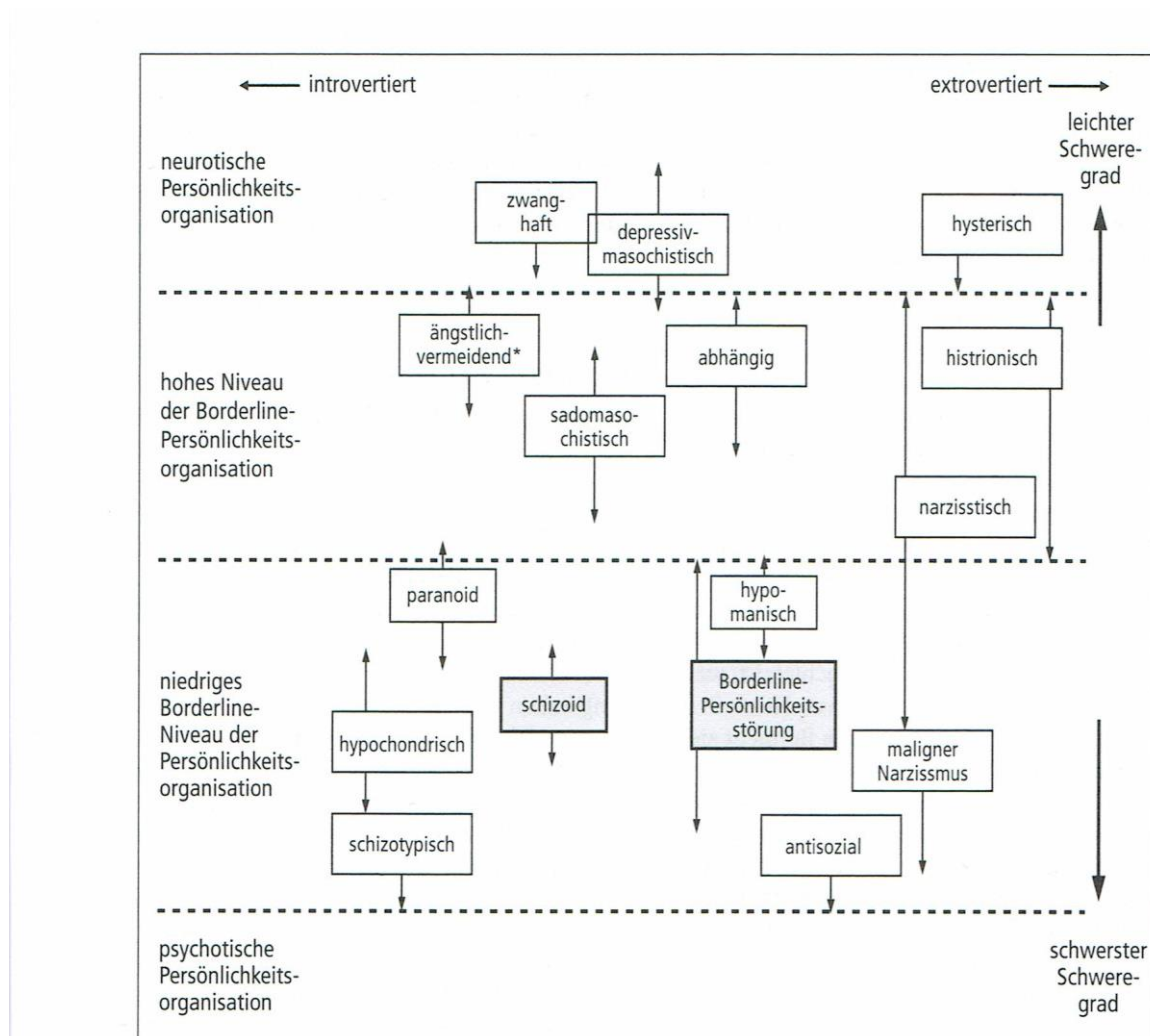 introvertiert
extrovertiert
leichter
Schwere-
grad
neurotische
Persönlichkeits-
organisation
zwang-
haft
depressiv-
masochistisch
hysterisch
ängstlich-
vermeidend*
abhängig
histrionisch
hohes Niveau
der Borderline-
Persönlichkeits-
organisation
sadomaso-
chistisch
narzisstisch
paranoid
hypo-
manisch
niedriges
Borderline-
Niveau der
Persönlichkeits-
organisation
schizoid
Borderline-
Persönlichkeits-
störung
hypochondrisch
maligner
Narzissmus
schizotypisch
antisozial
psychotische
Persönlichkeits-
organisation
schwerster
Schwere-
grad